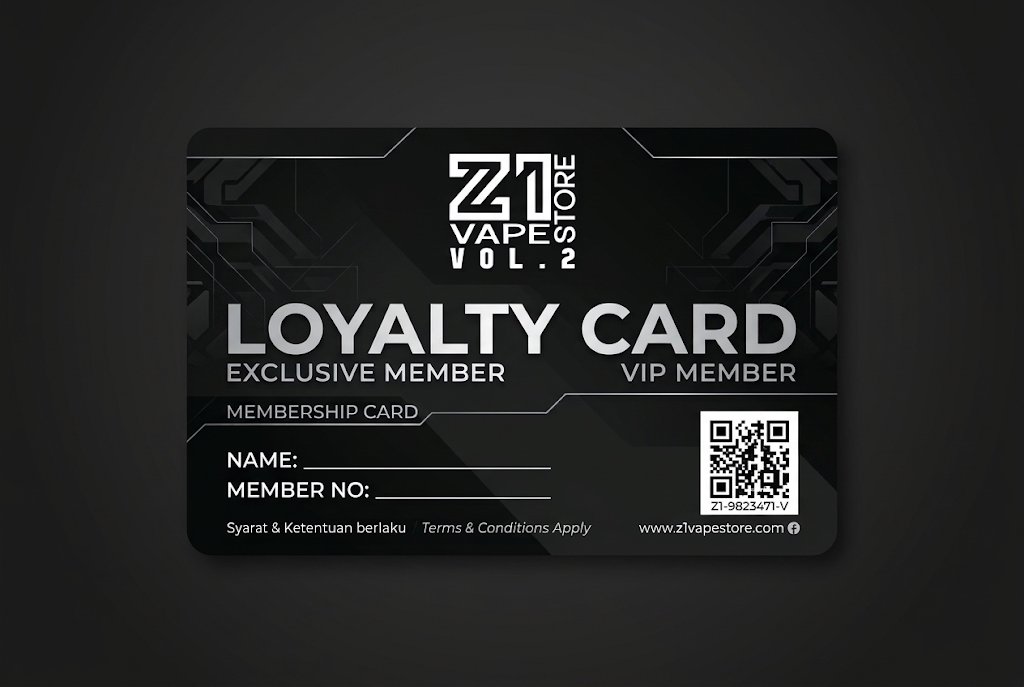 Z1
VAPE STORE
VOL.2
LOYALTY CARD
EXCLUSIVE MEMBER VIP MEMBER
MEMBERSHIP CARD
NAME:
MEMBER NO:
Z1-9823471-V
Syarat & Ketentuan berlaku / Terms & Conditions Apply
www.z1vapestore.com